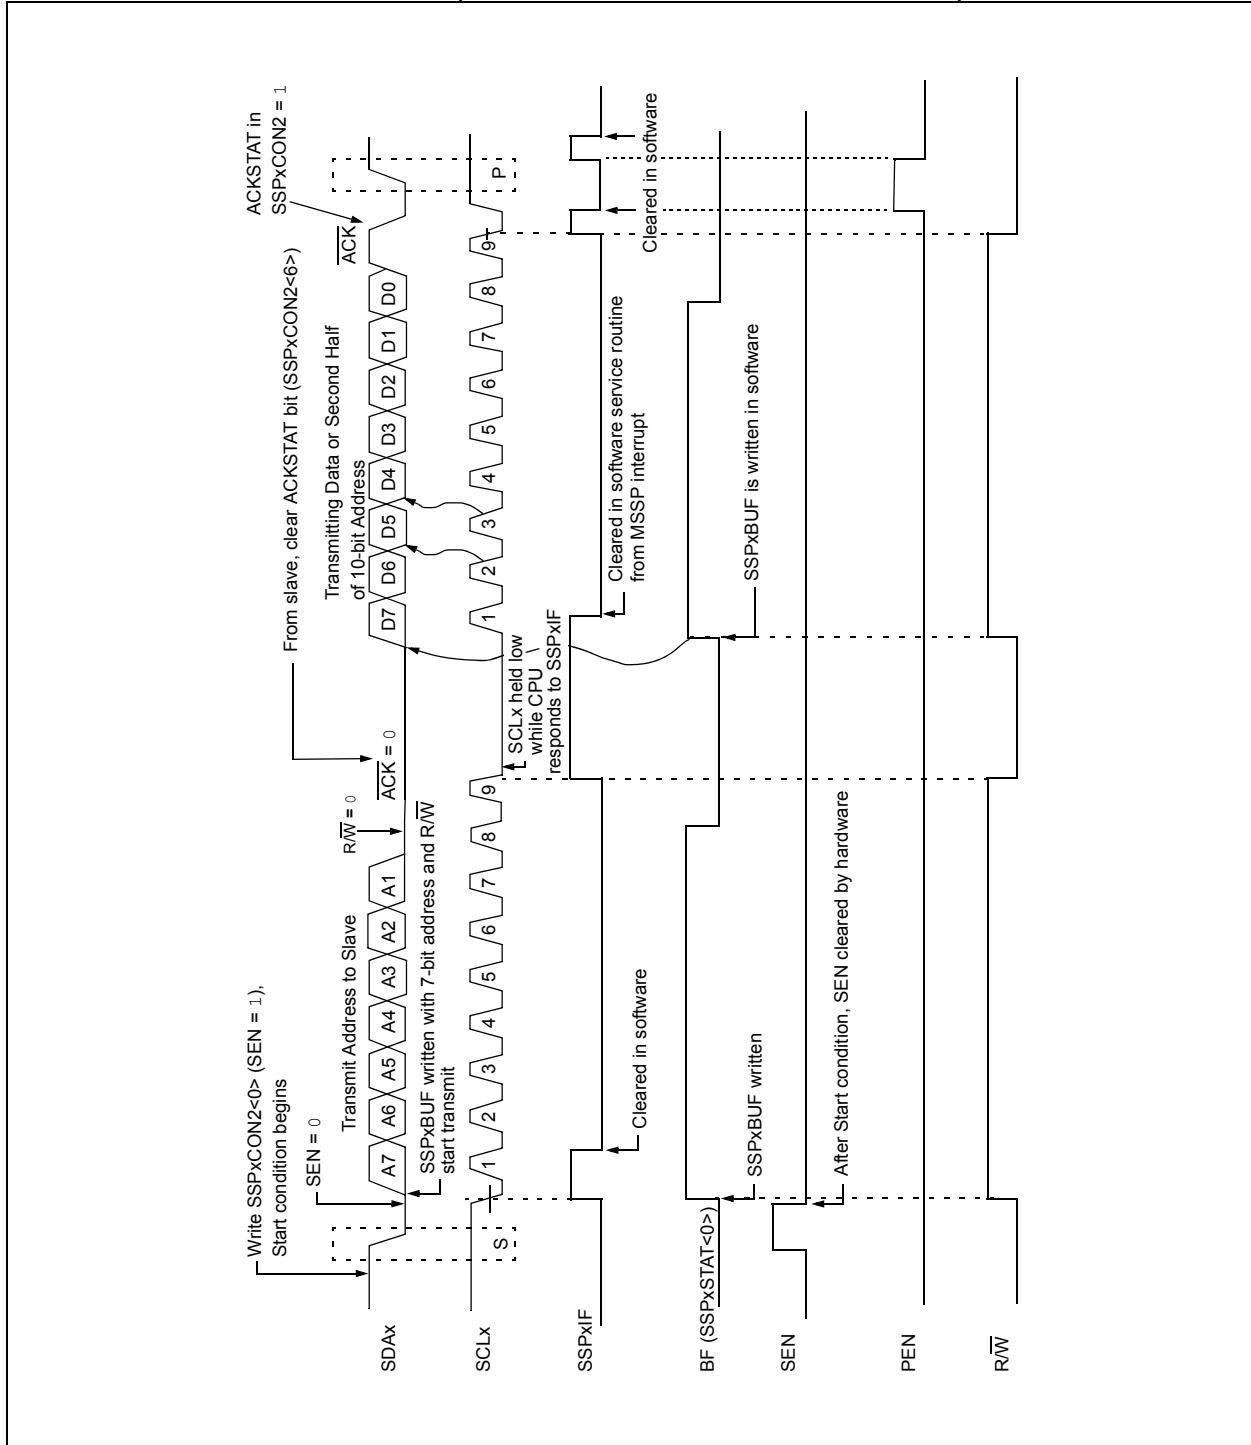 Write SSPxCON2<0> (SEN = 1),
Start condition begins
SEN = 0
Transmit Address to Slave
R/W = 0
From slave, clear ACKSTAT bit (SSPxCON2<6>)
ACK = 0
Transmitting Data or Second Half
of 10-bit Address
ACKSTAT in
SSPxCON2 = 1
ACK
SDAx
A7 A6 A5 A4 A3 A2 A1
D7 D6 D5 D4 D3 D2 D1 D0
SSPxBUF written with 7-bit address and R/W
start transmit
SCLx
S
1 2 3 4 5 6 7 8 9
1 2 3 4 5 6 7 8 9
P
SCLx held low
while CPU
responds to SSPxIF
SSPxIF
Cleared in software
Cleared in software service routine
from MSSP interrupt
Cleared in software
BF (SSPxSTAT<0>)
SSPxBUF written
SSPxBUF is written in software
SEN
After Start condition, SEN cleared by hardware
PEN
R/W